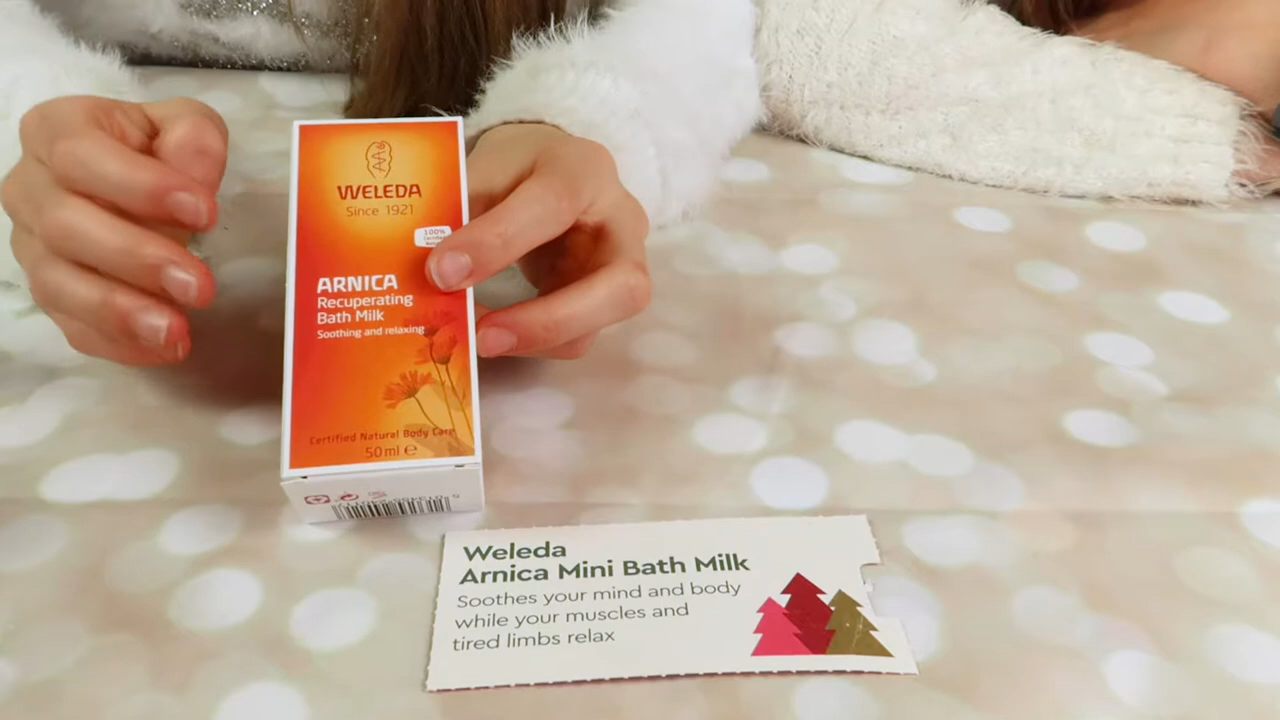 WELEDA
Since 1921
100%
ARNICA
Recuperating
Bath Milk
Soothing and relaxing
Certified Natural Body Care
50ml e
Weleda
Arnica Mini Bath Milk
Soothes your mind and body
while your muscles and
tired limbs relax